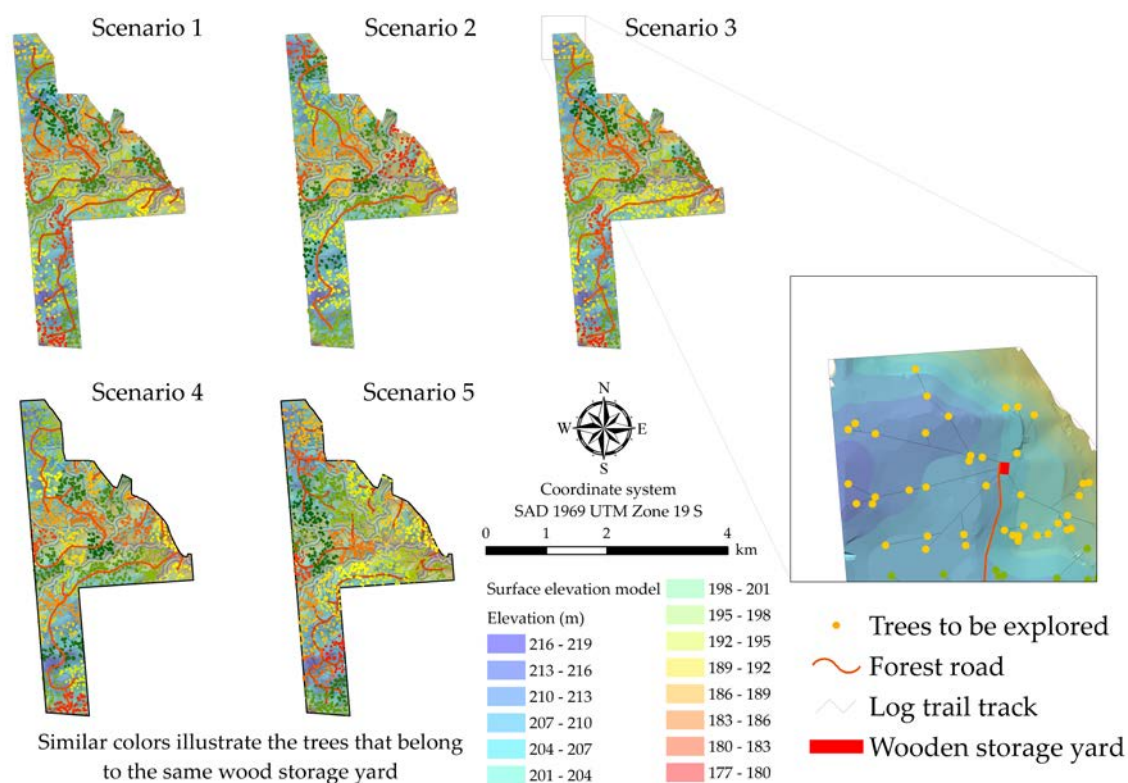 Scenario 1
Scenario 2
Scenario 3
Scenario 4
Scenario 5
N
W E
S
Coordinate system
SAD 1969 UTM Zone 19 S
0 1 2 4
km
Surface elevation model
Elevation (m)
216 - 219
213 - 216
210 - 213
207 - 210
204 - 207
201 - 204
198 - 201
195 - 198
192 - 195
189 - 192
186 - 189
183 - 186
180 - 183
177 - 180
Trees to be explored
Forest road
Log trail track
Wooden storage yard
Similar colors illustrate the trees that belong
to the same wood storage yard